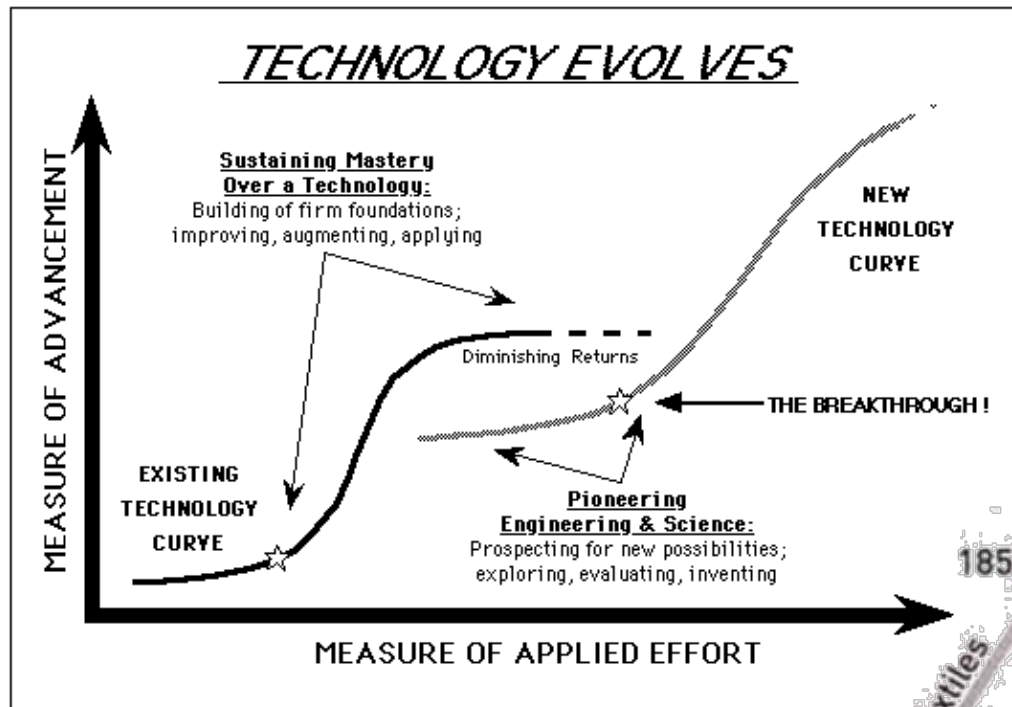 TECHNOLOGY EVOLVES
MEASURE OF ADVANCEMENT
Sustaining Mastery
Over a Technology:
Building of firm foundations;
improving, augmenting, applying
NEW
TECHNOLOGY
CURVE
Diminishing Returns
THE BREAKTHROUGH !
EXISTING
TECHNOLOGY
CURVE
Pioneering
Engineering & Science:
Prospecting for new possibilities;
exploring, evaluating, inventing
185
MEASURE OF APPLIED EFFORT